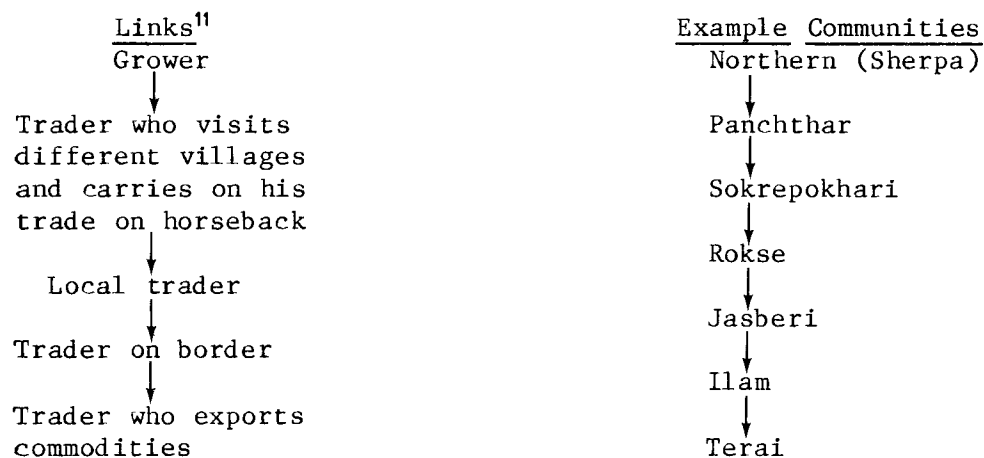 Links¹¹
Grower
Trader who visits
different villages
and carries on his
trade on horseback
Local trader
Trader on border
Trader who exports
commodities
Example Communities
Northern (Sherpa)
Panchthar
Sokrepokhari
Rokse
Jasberi
Ilam
Terai